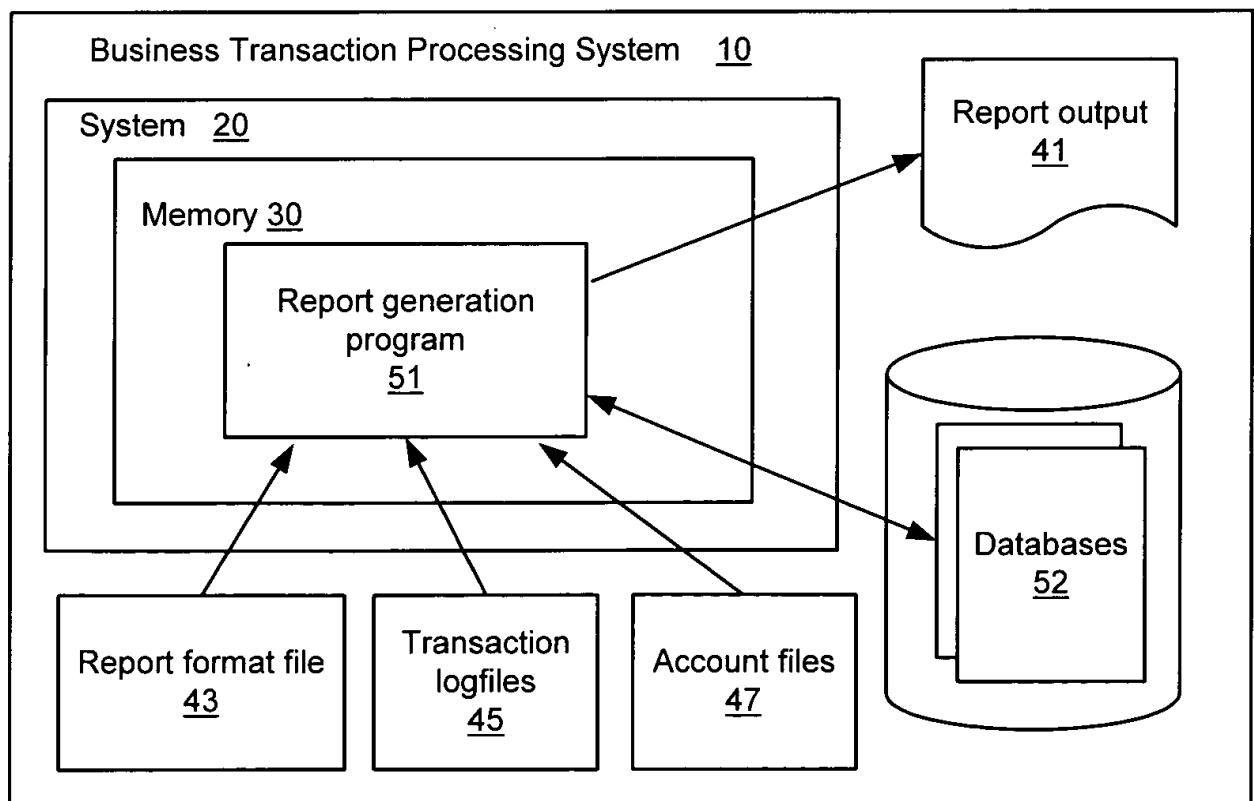 Business Transaction Processing System 10
System 20
Memory 30
Report generation
program
51
Report output
41
Databases
52
Report format file
43
Transaction
logfiles
45
Account files
47